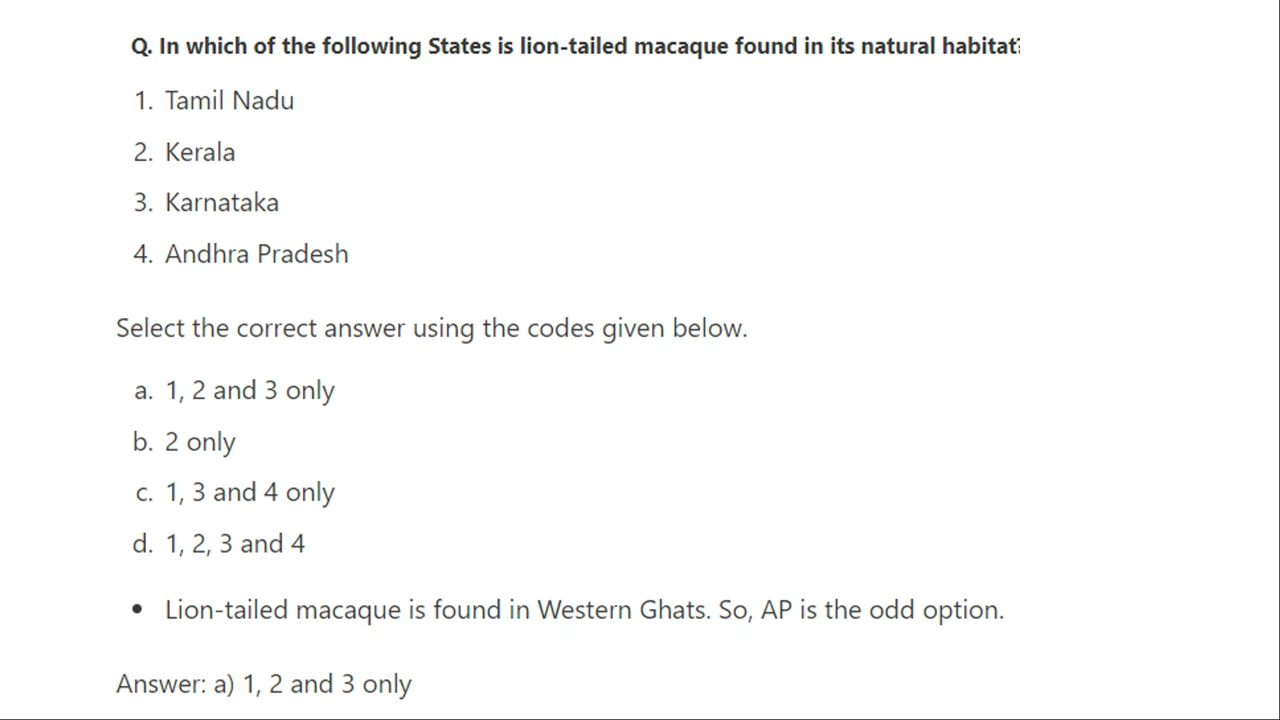 Q. In which of the following States is lion-tailed macaque found in its natural habitat?
1. Tamil Nadu
2. Kerala
3. Karnataka
4. Andhra Pradesh
Select the correct answer using the codes given below.
a. 1, 2 and 3 only
b. 2 only
c. 1, 3 and 4 only
d. 1, 2, 3 and 4
• Lion-tailed macaque is found in Western Ghats. So, AP is the odd option.
Answer: a) 1, 2 and 3 only